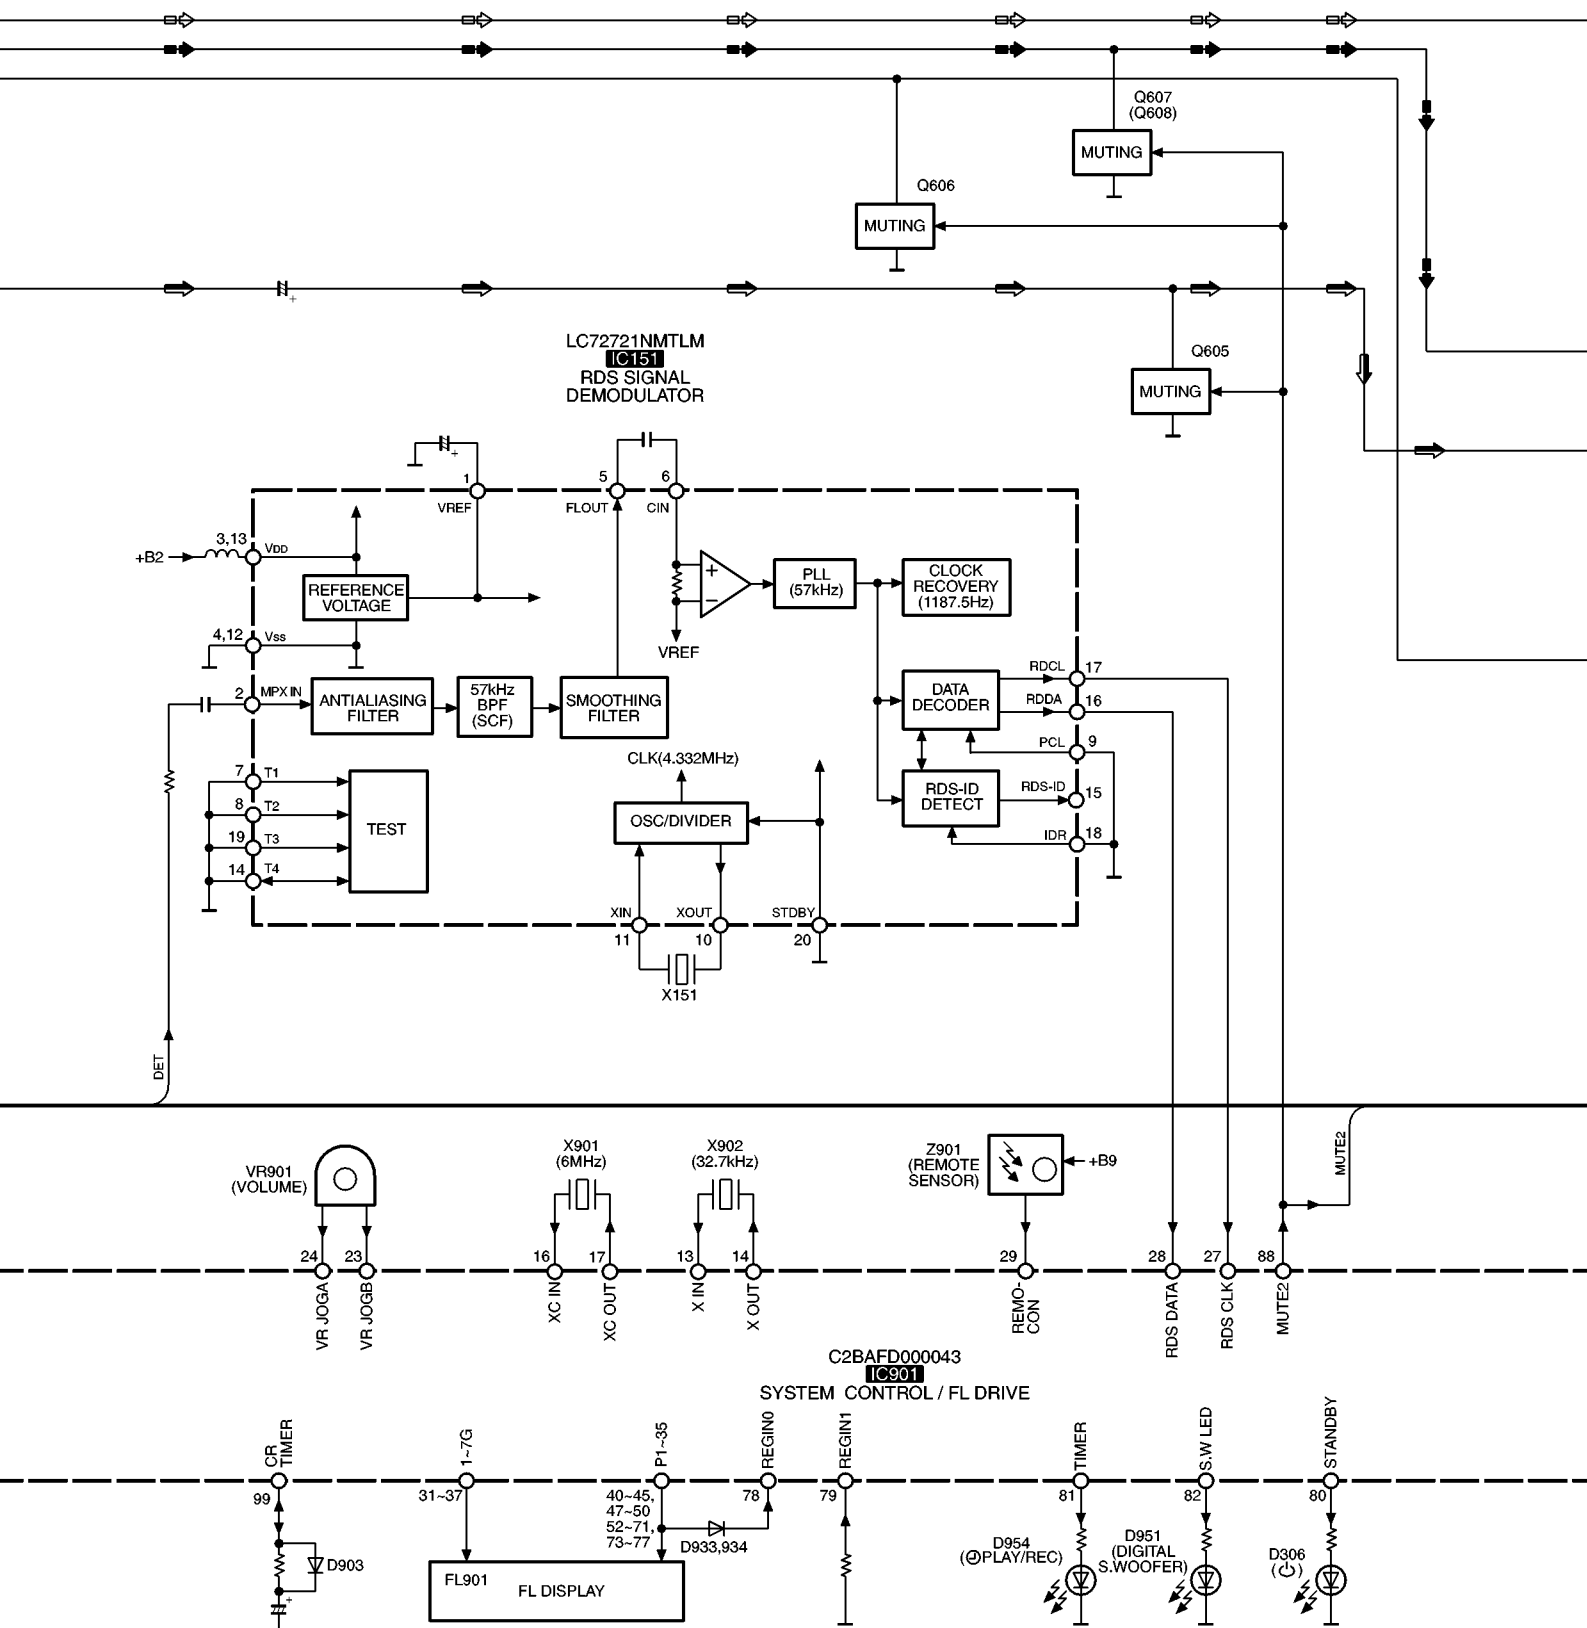 Q607
(Q608)
MUTING
Q606
MUTING
+
LC72721NMTLM
IC151
RDS SIGNAL
DEMODULATOR
Q605
MUTING
+
1
VREF
5
FLOUT
6
CIN
+B2
3,13
VDD
REFERENCE
VOLTAGE
4,12
VSS
+
−
VREF
PLL
(57kHz)
CLOCK
RECOVERY
(1187.5Hz)
2
MPX IN
ANTIALIASING
FILTER
57kHz
BPF
(SCF)
SMOOTHING
FILTER
DATA
DECODER
RDCL
17
RDDA
16
PCL
9
RDS-ID
DETECT
RDS-ID
15
IDR
18
7
T1
8
T2
19
T3
14
T4
TEST
CLK(4.332MHz)
OSC/DIVIDER
XIN
11
XOUT
10
STDBY
20
X151
DET
VR901
(VOLUME)
X901
(6MHz)
X902
(32.7kHz)
Z901
(REMOTE
SENSOR)
+B9
MUTE2
24
23
16
17
13
14
29
28
27
88
VR JOGA
VR JOGB
XC IN
XC OUT
X IN
X OUT
REMO-
CON
RDS DATA
RDS CLK
MUTE2
C2BAFD000043
IC901
SYSTEM CONTROL / FL DRIVE
CR
TIMER
1~7G
P1~35
REGIN0
REGIN1
TIMER
S.W LED
STANDBY
99
31~37
40~45,
47~50
52~71,
73~77
78
79
81
82
80
D903
+
D933,934
FL901
FL DISPLAY
D954
(PLAY/REC)
D951
(DIGITAL
S.WOOFER)
D306
(⏻)